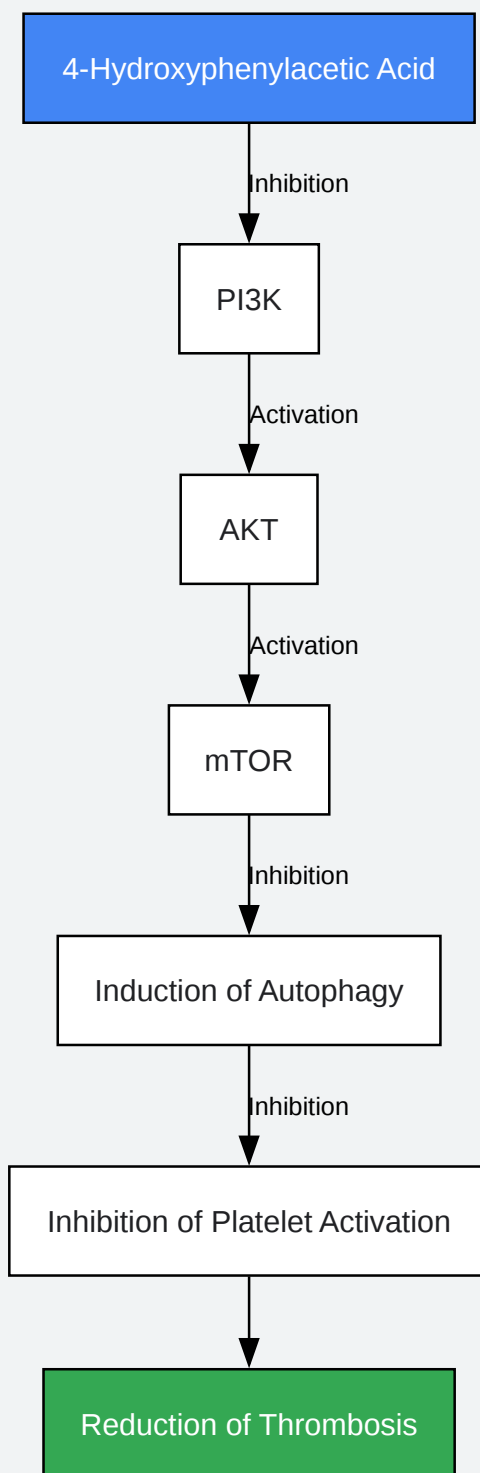 4-Hydroxyphenylacetic Acid
Inhibition
PI3K
Activation
AKT
Activation
mTOR
Inhibition
Induction of Autophagy
Inhibition
Inhibition of Platelet Activation
Reduction of Thrombosis